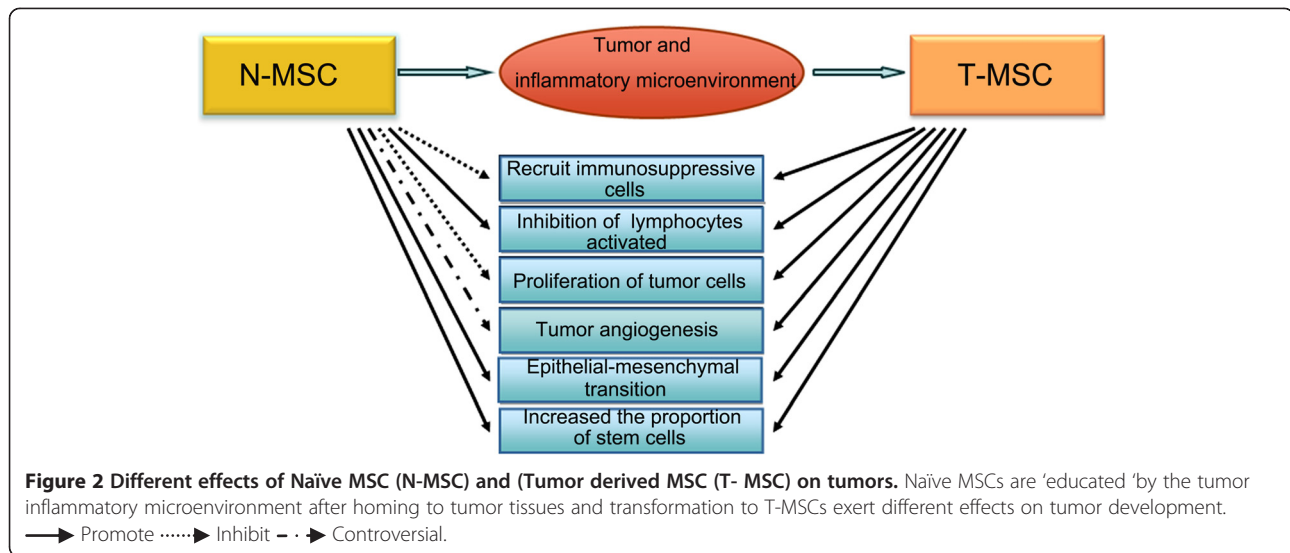 Tumor and
N-MSC
inflammatory microenvironment
T-MSC
Recruit immunosuppressive
cells
Inhibition of lymphocytes
activated
Proliferation of tumor cells
Tumor angiogenesis
Epithelial-mesenchymal
transition
Increased the proportion
of stem cells
Figure 2 Different effects of Naïve MSC (N-MSC) and (Tumor derived MSC (T- MSC) on tumors. Naïve MSCs are ‘educated ‘by the tumor
inflammatory microenvironment after homing to tumor tissues and transformation to T-MSCs exert different effects on tumor development.
Promote Inhibit Controversial.